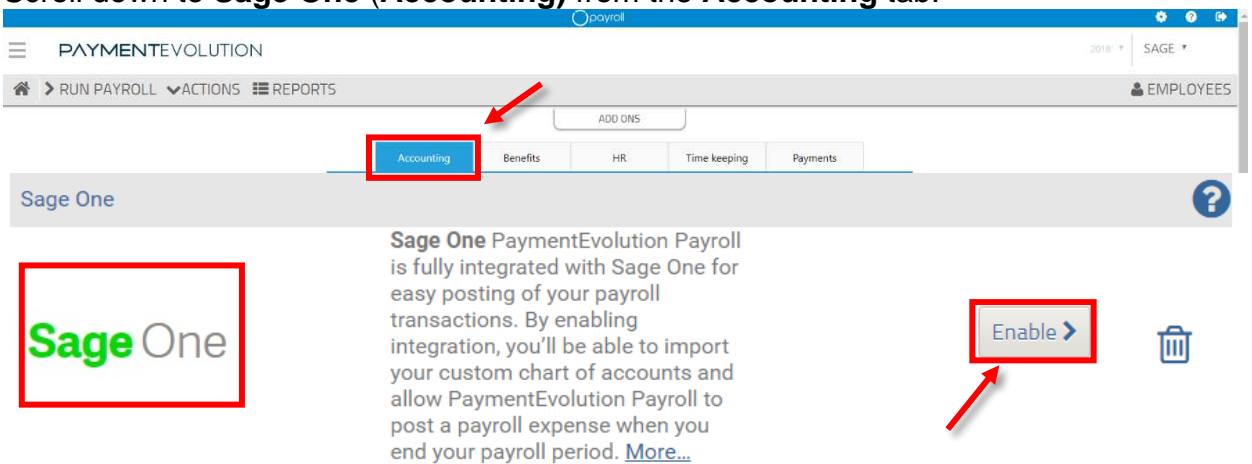 Scroll down to Sage One (Accounting) from the Accounting tab.
payroll
PAYMENTEVOLUTION
2018
SAGE
RUN PAYROLL ACTIONS REPORTS
EMPLOYEES
ADD ONS
Accounting Benefits HR Time keeping Payments
Sage One
?
Sage One PaymentEvolution Payroll
is fully integrated with Sage One for
easy posting of your payroll
transactions. By enabling
integration, you'll be able to import
your custom chart of accounts and
allow PaymentEvolution Payroll to
post a payroll expense when you
end your payroll period. More...
Sage One
Enable >